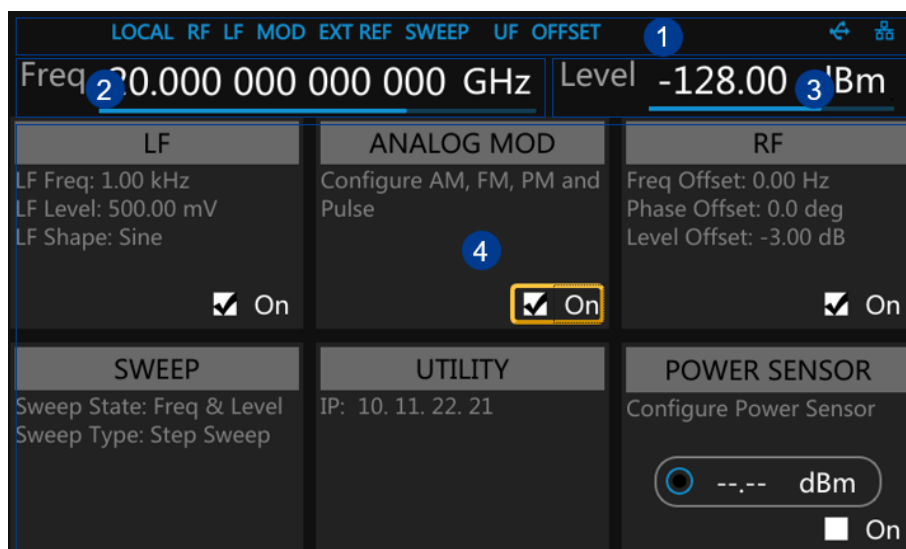 LOCAL RF LF MOD EXT REF SWEEP UF OFFSET 1
Freq 2 20.000 000 000 000 GHz Level -128.00 3 dBm
LF ANALOG MOD RF
LF Freq: 1.00 kHz
LF Level: 500.00 mV
LF Shape: Sine
On
Configure AM, FM, PM and
Pulse
4
On
Freq Offset: 0.00 Hz
Phase Offset: 0.0 deg
Level Offset: -3.00 dB
On
SWEEP UTILITY POWER SENSOR
Sweep State: Freq & Level
Sweep Type: Step Sweep
IP: 10. 11. 22. 21
Configure Power Sensor
--.-- dBm
On